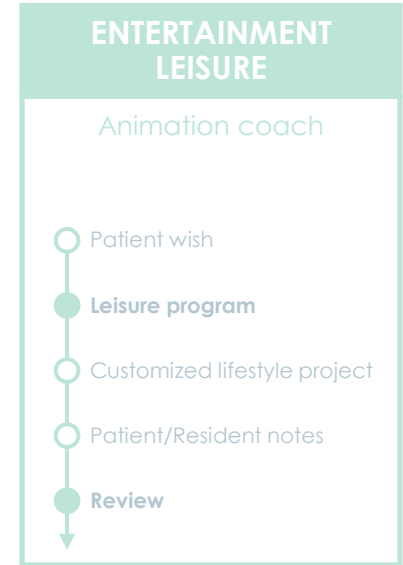 ENTERTAINMENT
LEISURE
Animation coach
Patient wish
Leisure program
Customized lifestyle project
Patient/Resident notes
Review